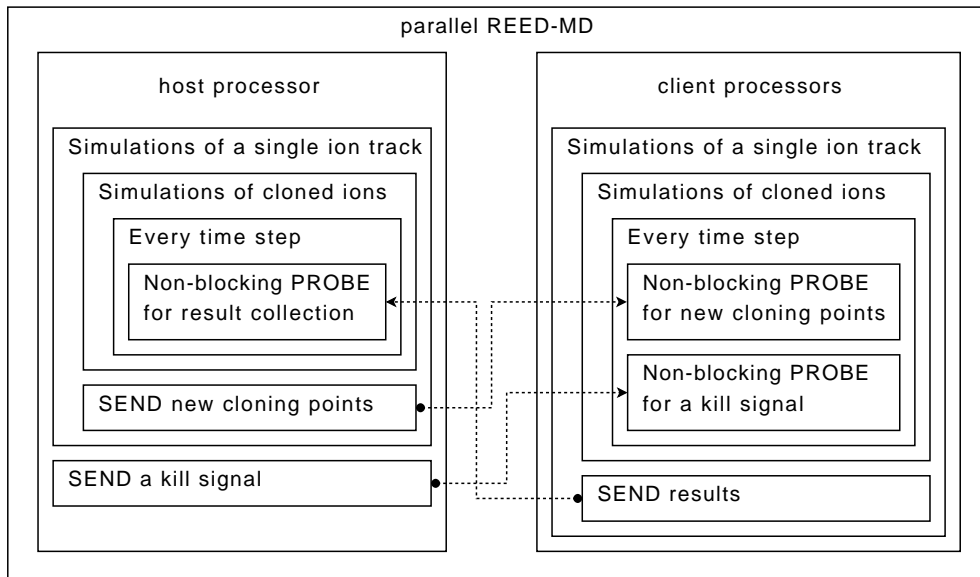 parallel REED-MD
host processor
Simulations of a single ion track
Simulations of cloned ions
Every time step
Non-blocking PROBE
for result collection
SEND new cloning points
SEND a kill signal
client processors
Simulations of a single ion track
Simulations of cloned ions
Every time step
Non-blocking PROBE
for new cloning points
Non-blocking PROBE
for a kill signal
SEND results